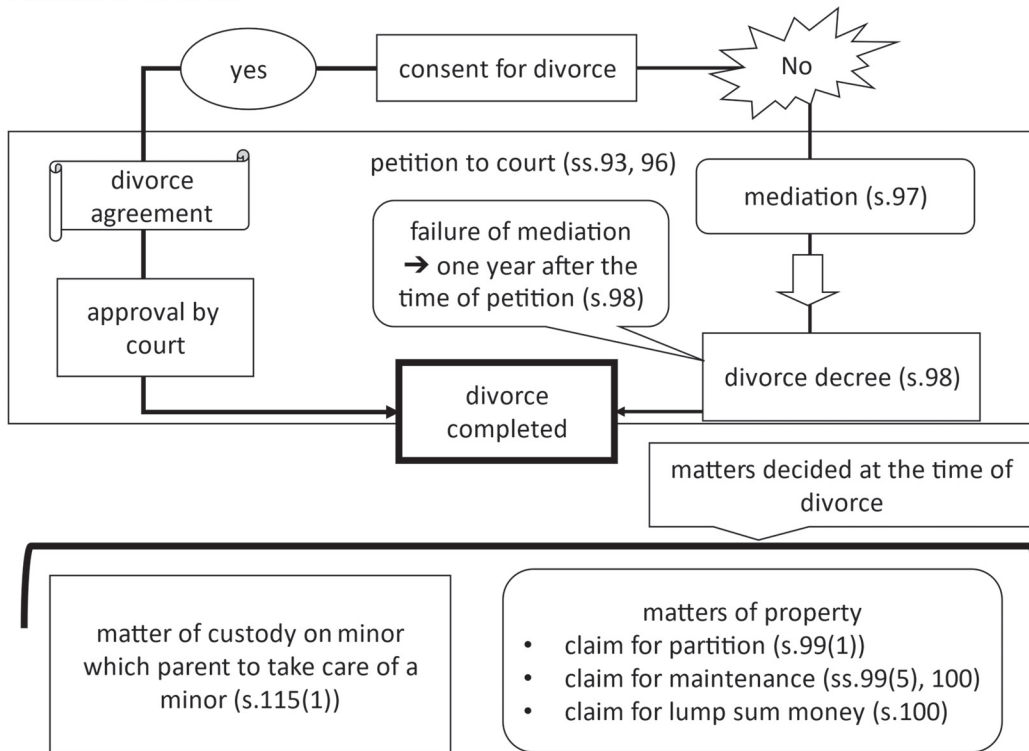 yes
consent for divorce
No
petition to court (ss.93, 96)
divorce
agreement
mediation (s.97)
failure of mediation
➔ one year after the
time of petition (s.98)
approval by
court
divorce decree (s.98)
divorce
completed
matters decided at the time of
divorce
matter of custody on minor
which parent to take care of a
minor (s.115(1))
matters of property
• claim for partition (s.99(1))
• claim for maintenance (ss.99(5), 100)
• claim for lump sum money (s.100)